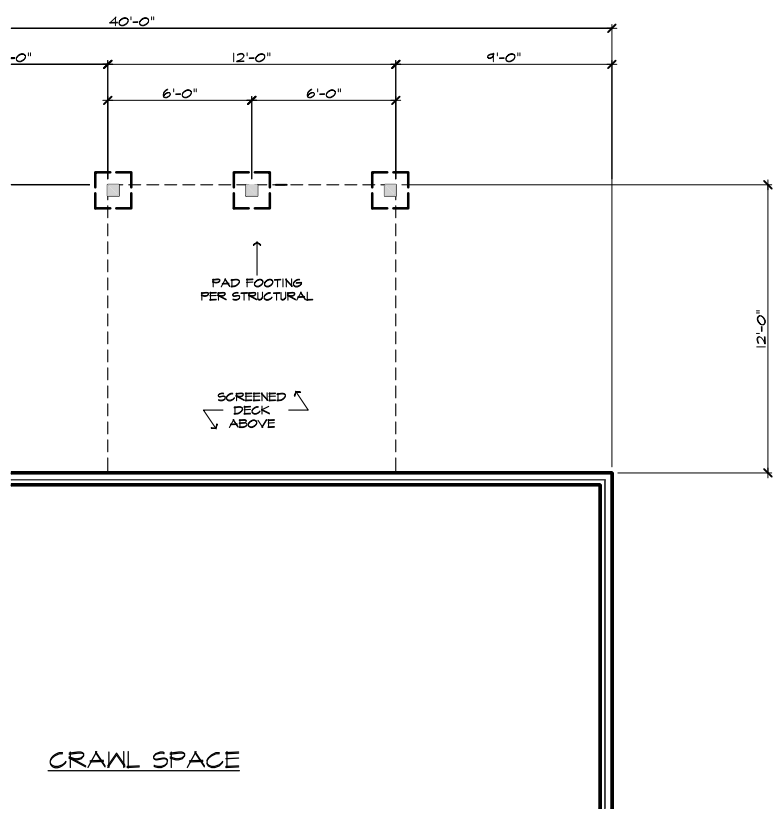 40'-0"
-0"
12'-0"
9'-0"
6'-0"
6'-0"
PAD FOOTING
PER STRUCTURAL
12'-0"
SCREENED
DECK
ABOVE
CRAWL SPACE